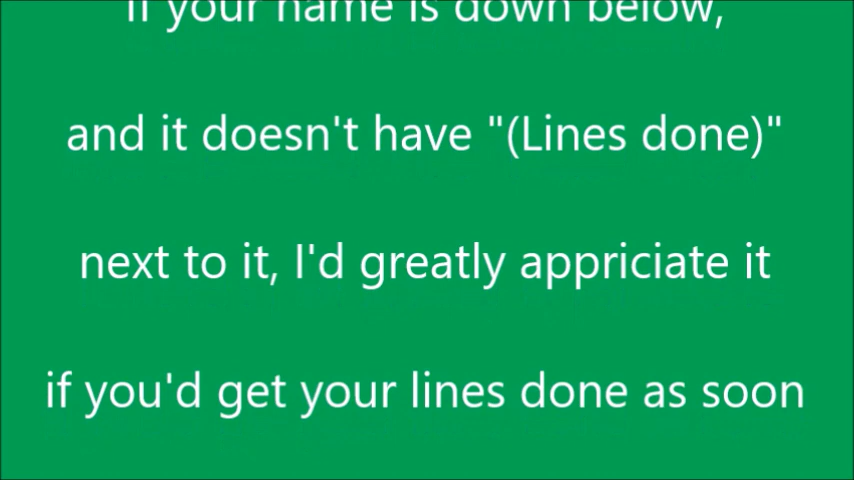 If your name is down below,
and it doesn't have "(Lines done)"
next to it, I'd greatly appriciate it
if you'd get your lines done as soon